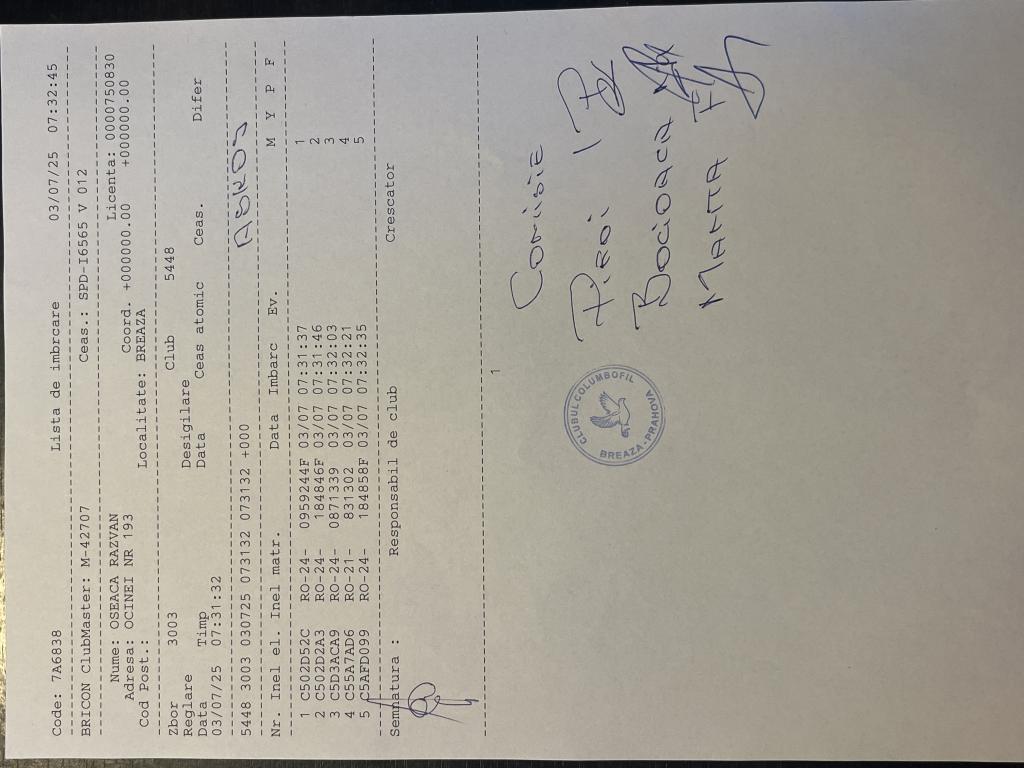 Code: 7A6838 Lista de imbrcare 03/07/25 07:32:45
BRICON ClubMaster: M-42707 Ceas.: SPD-I6565 V 012
Nume: OSEACA RAZVAN Licenta: 0000750830
Adresa: OCINEI NR 193 Coord. +000000.00 +000000.00
Cod Post.: Localitate: BREAZA
Zbor 3003 Club 5448
Reglare Desigilare
Data Timp Data Ceas atomic Ceas. Difer
03/07/25 07:31:32
5448 3003 030725 073132 073132 +000
Nr. Inel el. Inel matr. Data Imbarc Ev. M Y P F
1 C502D52C RO-24- 0959244F 03/07 07:31:37 1
2 C502D2A3 RO-24- 184846F 03/07 07:31:46 2
3 C5D3ACA9 RO-24- 0871339 03/07 07:32:03 3
4 C55A7AD6 RO-21- 831302 03/07 07:32:21 4
5 C5AFD099 RO-24- 184858F 03/07 07:32:35 5
Semnatura : Responsabil de club Crescator
1
COMISIE
PIROI
BOCIOACA
MANTA
CLUBUL COLUMBOFIL
BREAZA-PRAHOVA